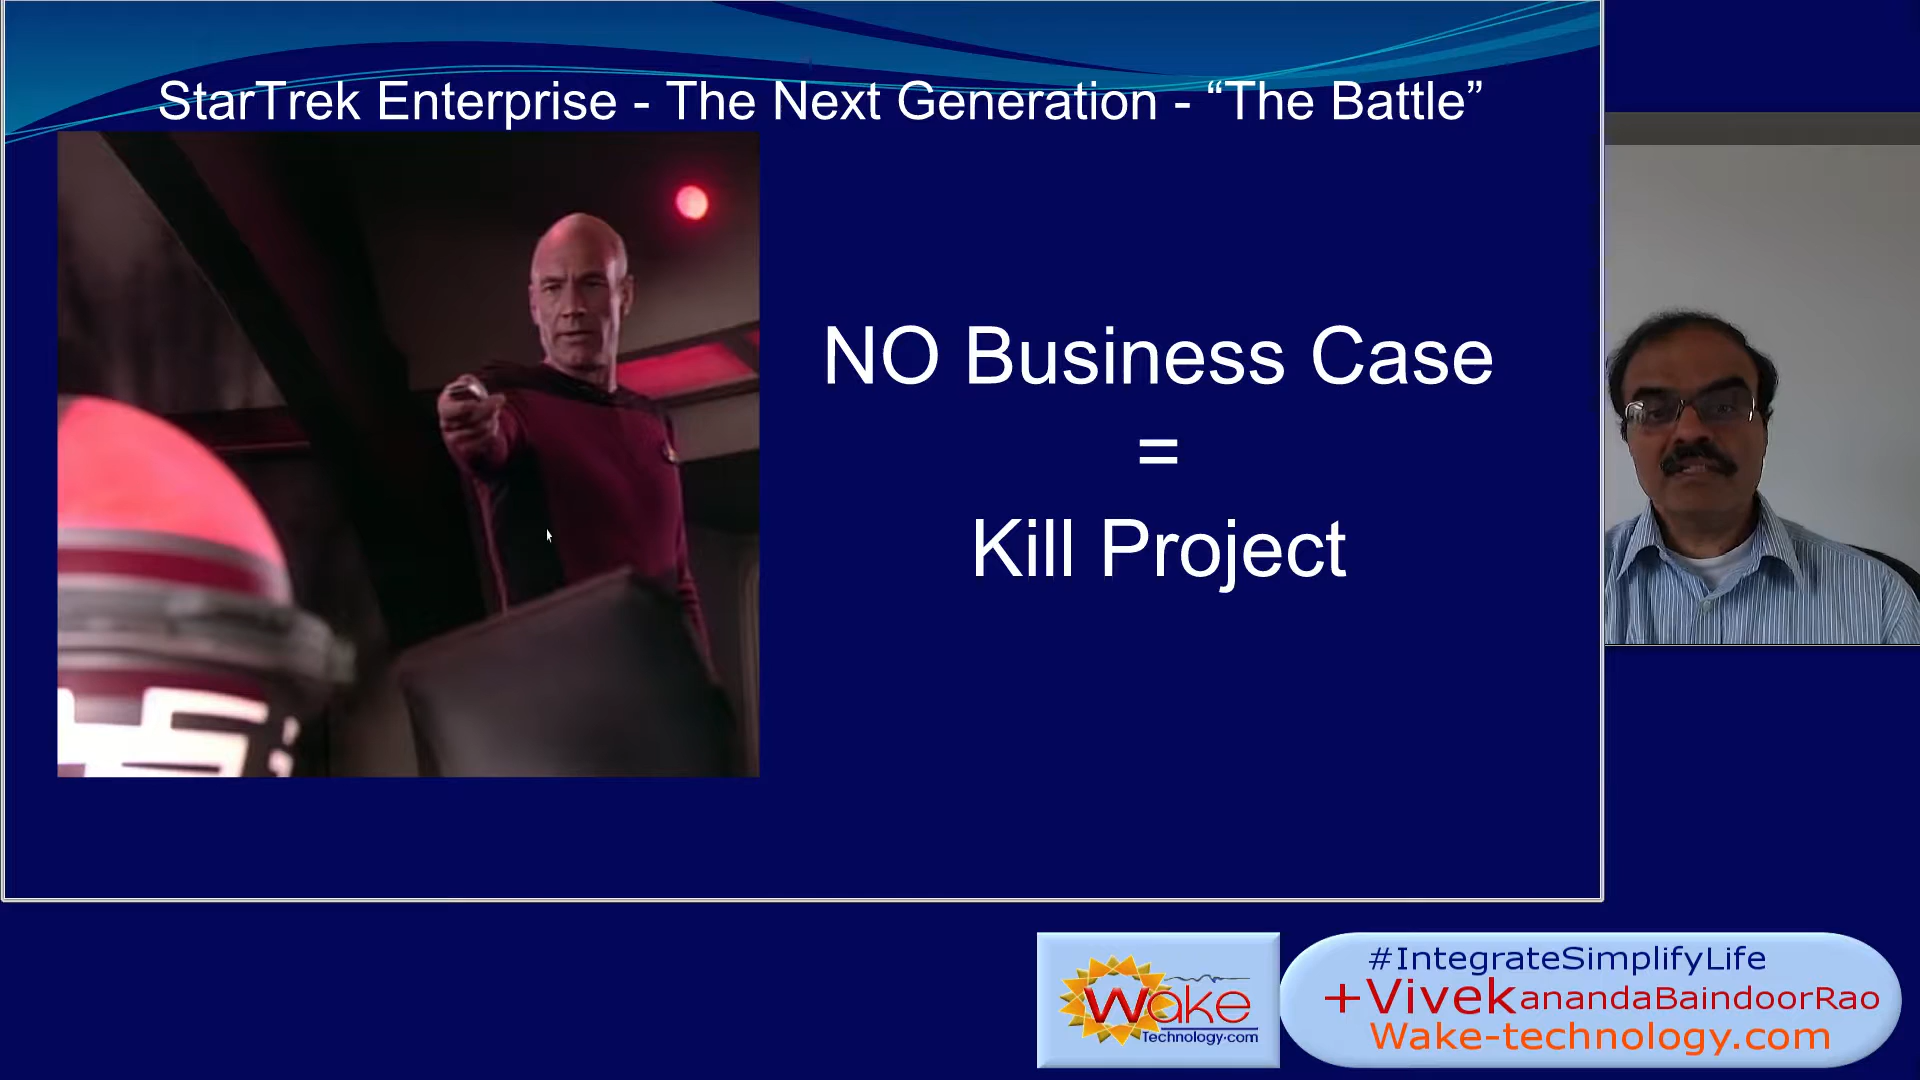 StarTrek Enterprise - The Next Generation - “The Battle”
NO Business Case
=
Kill Project
Wake
Technology.com
#IntegrateSimplifyLife
+VivekanandaBaindoorRao
Wake-technology.com